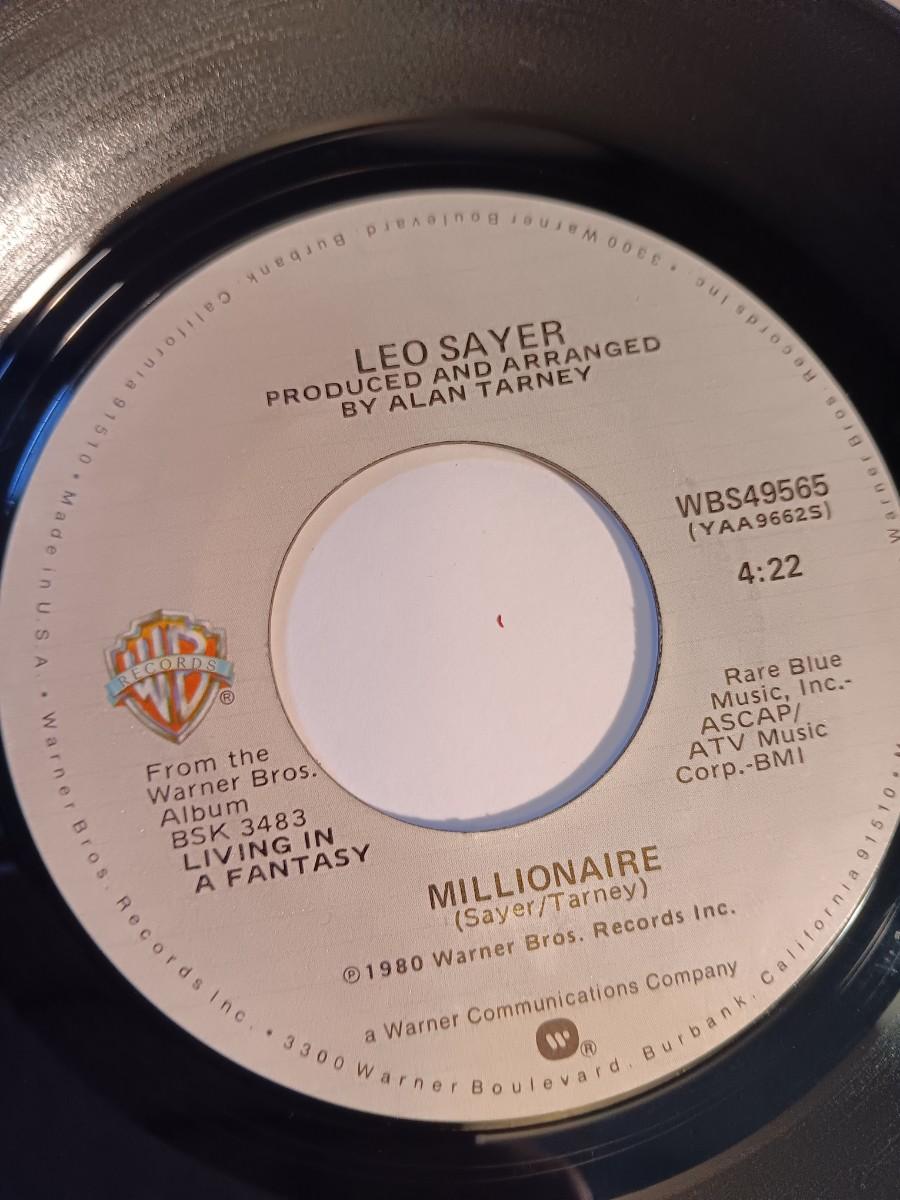 LEO SAYER
PRODUCED AND ARRANGED
BY ALAN TARNEY
WBS49565
(YAA9662S)
4:22
WB
RECORDS
®
From the
Warner Bros.
Album
BSK 3483
LIVING IN
A FANTASY
Rare Blue
Music, Inc.-
ASCAP/
ATV Music
Corp.-BMI
MILLIONAIRE
(Sayer/Tarney)
℗1980 Warner Bros. Records Inc.
a Warner Communications Company
W®
Made in U.S.A. • Warner Bros. Records Inc. • 3300 Warner Boulevard, Burbank, California 91510 • M
Warner Bros. Records Inc. • 3300 Warner Boulevard, Burbank, California 91510 •